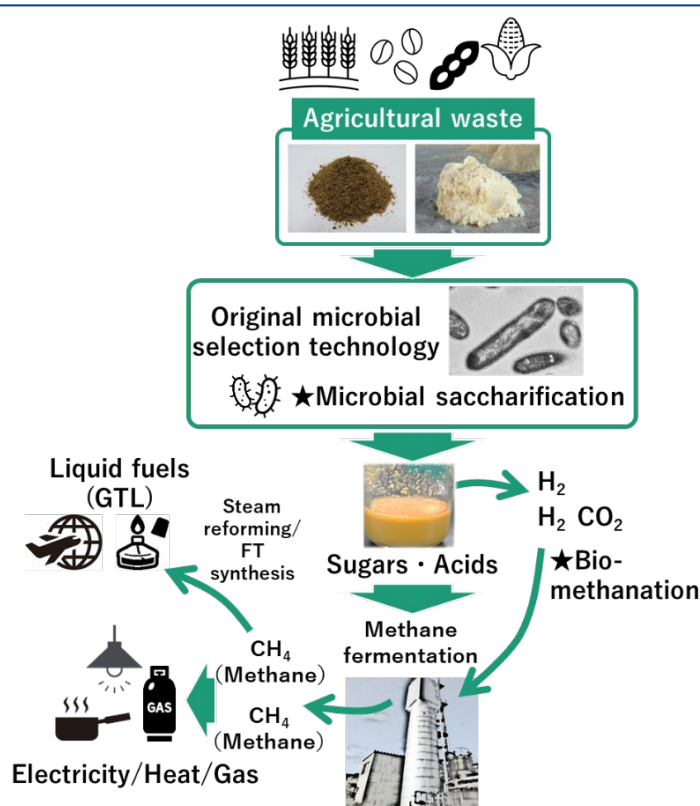 Agricultural waste
Original microbial
selection technology
★Microbial saccharification
Liquid fuels
(GTL)
Steam
reforming/
FT
synthesis
H₂
H₂ CO₂
Sugars・Acids
★Bio-
methanation
Methane
fermentation
CH₄
(Methane)
GAS
CH₄
(Methane)
Electricity/Heat/Gas